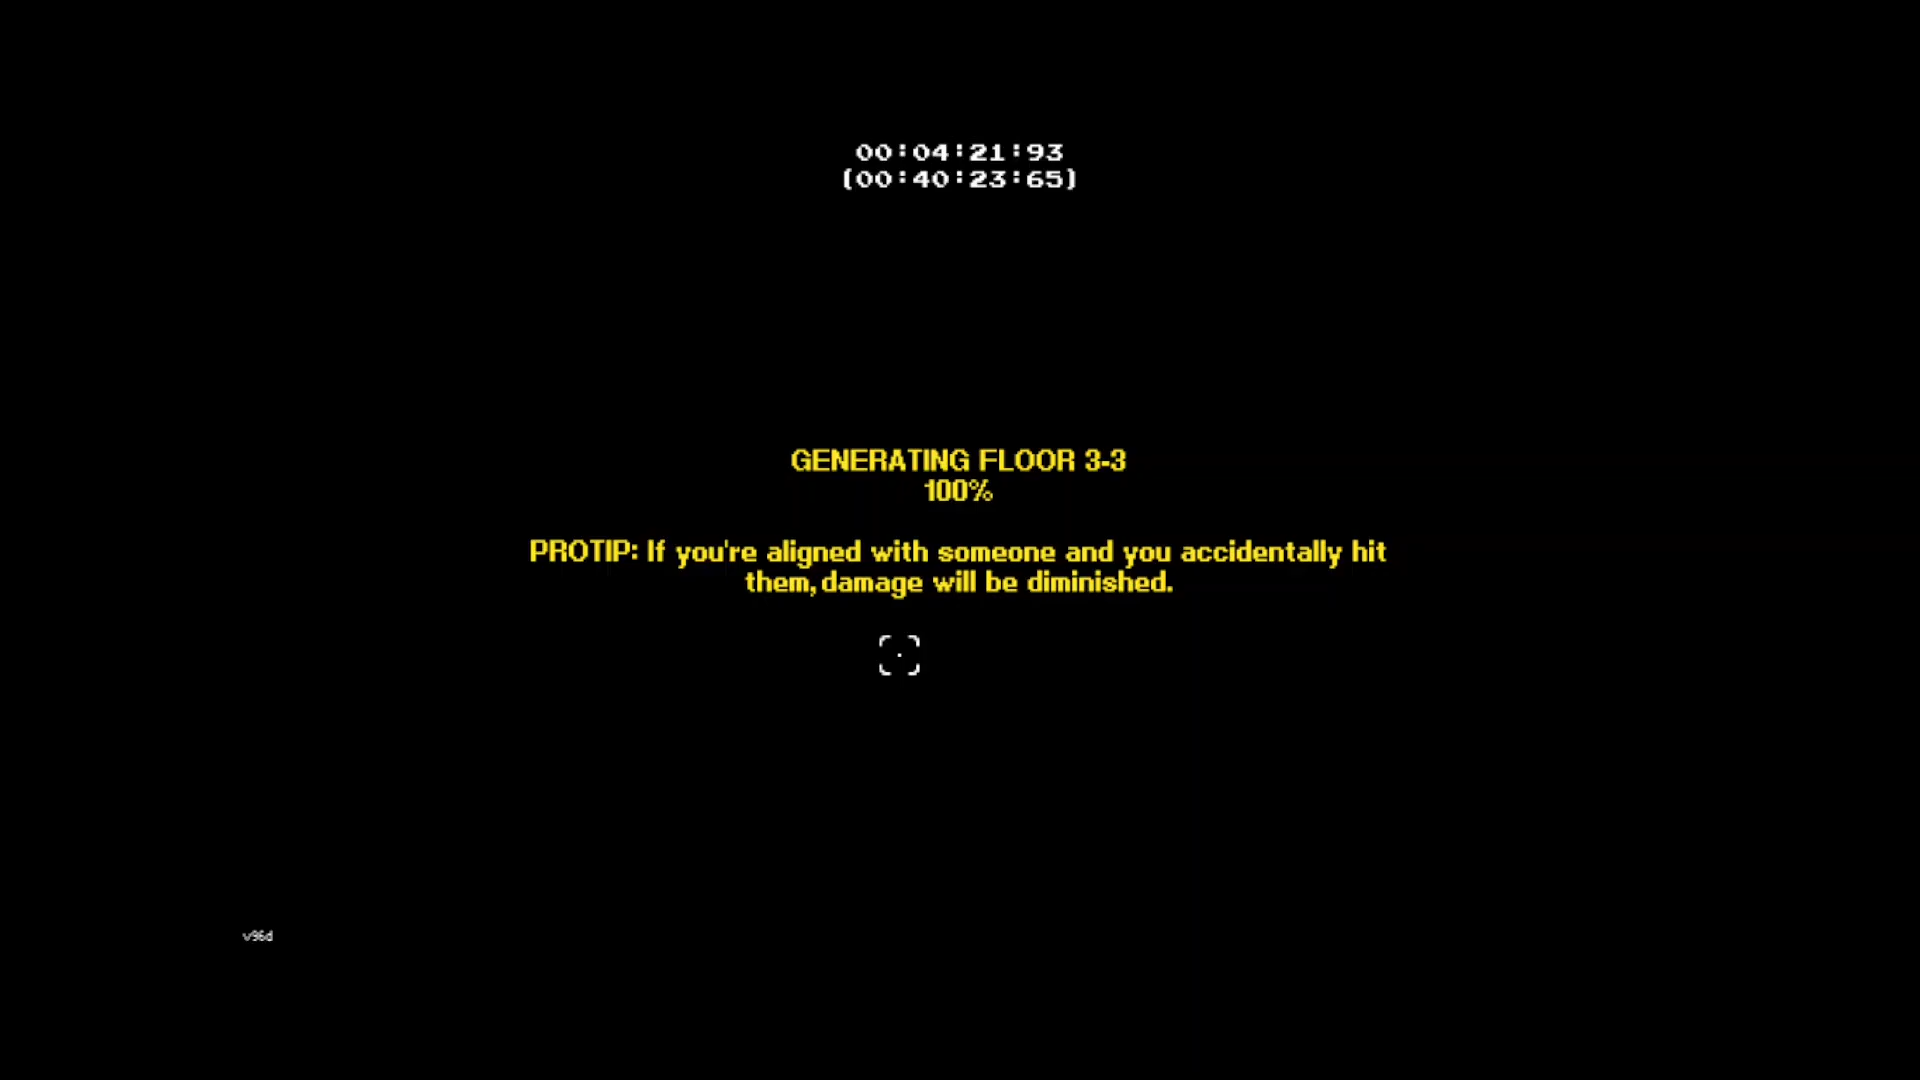 00:04:21:93
(00:40:23:65)
GENERATING FLOOR 3-3
100%
PROTIP: If you're aligned with someone and you accidentally hit
them, damage will be diminished.
v96d